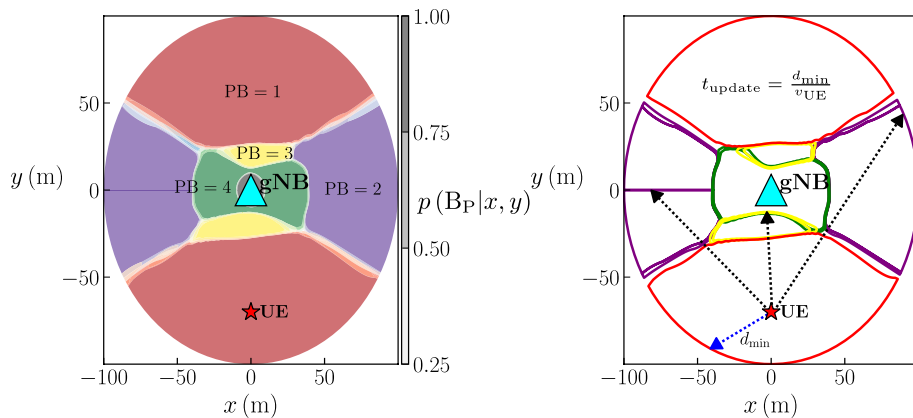 PB = 1
PB = 3
PB = 4
gNB
PB = 2
UE
50
0
−50
y (m)
−100
−50
0
50
x (m)
1.00
0.75
0.50
0.25
p (B_P|x, y)
t_update = d_min / v_UE
gNB
UE
d_min
50
0
−50
y (m)
−100
−50
0
50
x (m)